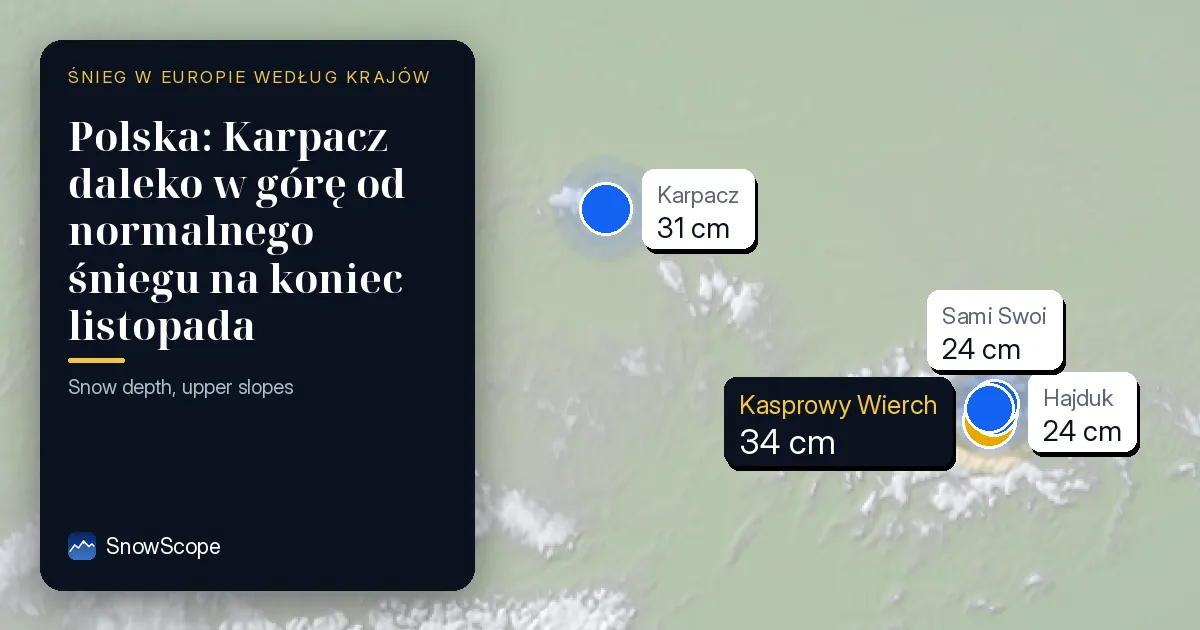 ŚNIEG W EUROPIE WEDŁUG KRAJÓW
Polska: Karpacz
daleko w górę od
normalnego
śniegu na koniec
listopada
Snow depth, upper slopes
SnowScope
Karpacz
31 cm
Sami Swoi
24 cm
Kasprowy Wierch
34 cm
Hajduk
24 cm